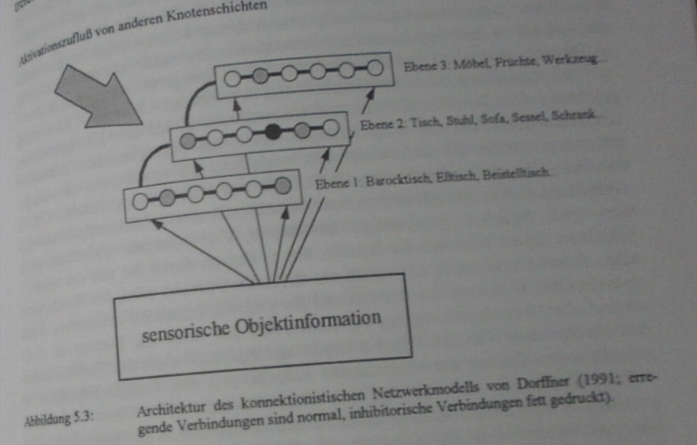 Aktivationszufluß von anderen Knotenschichten
Ebene 3: Möbel, Früchte, Werkzeug...
Ebene 2: Tisch, Stuhl, Sofa, Sessel, Schrank...
Ebene 1: Barocktisch, Eßtisch, Beistelltisch...
sensorische Objektinformation
Abbildung 5.3: Architektur des konnektionistischen Netzwerkmodells von Dorffner (1991; erre-
gende Verbindungen sind normal, inhibitorische Verbindungen fett gedruckt).